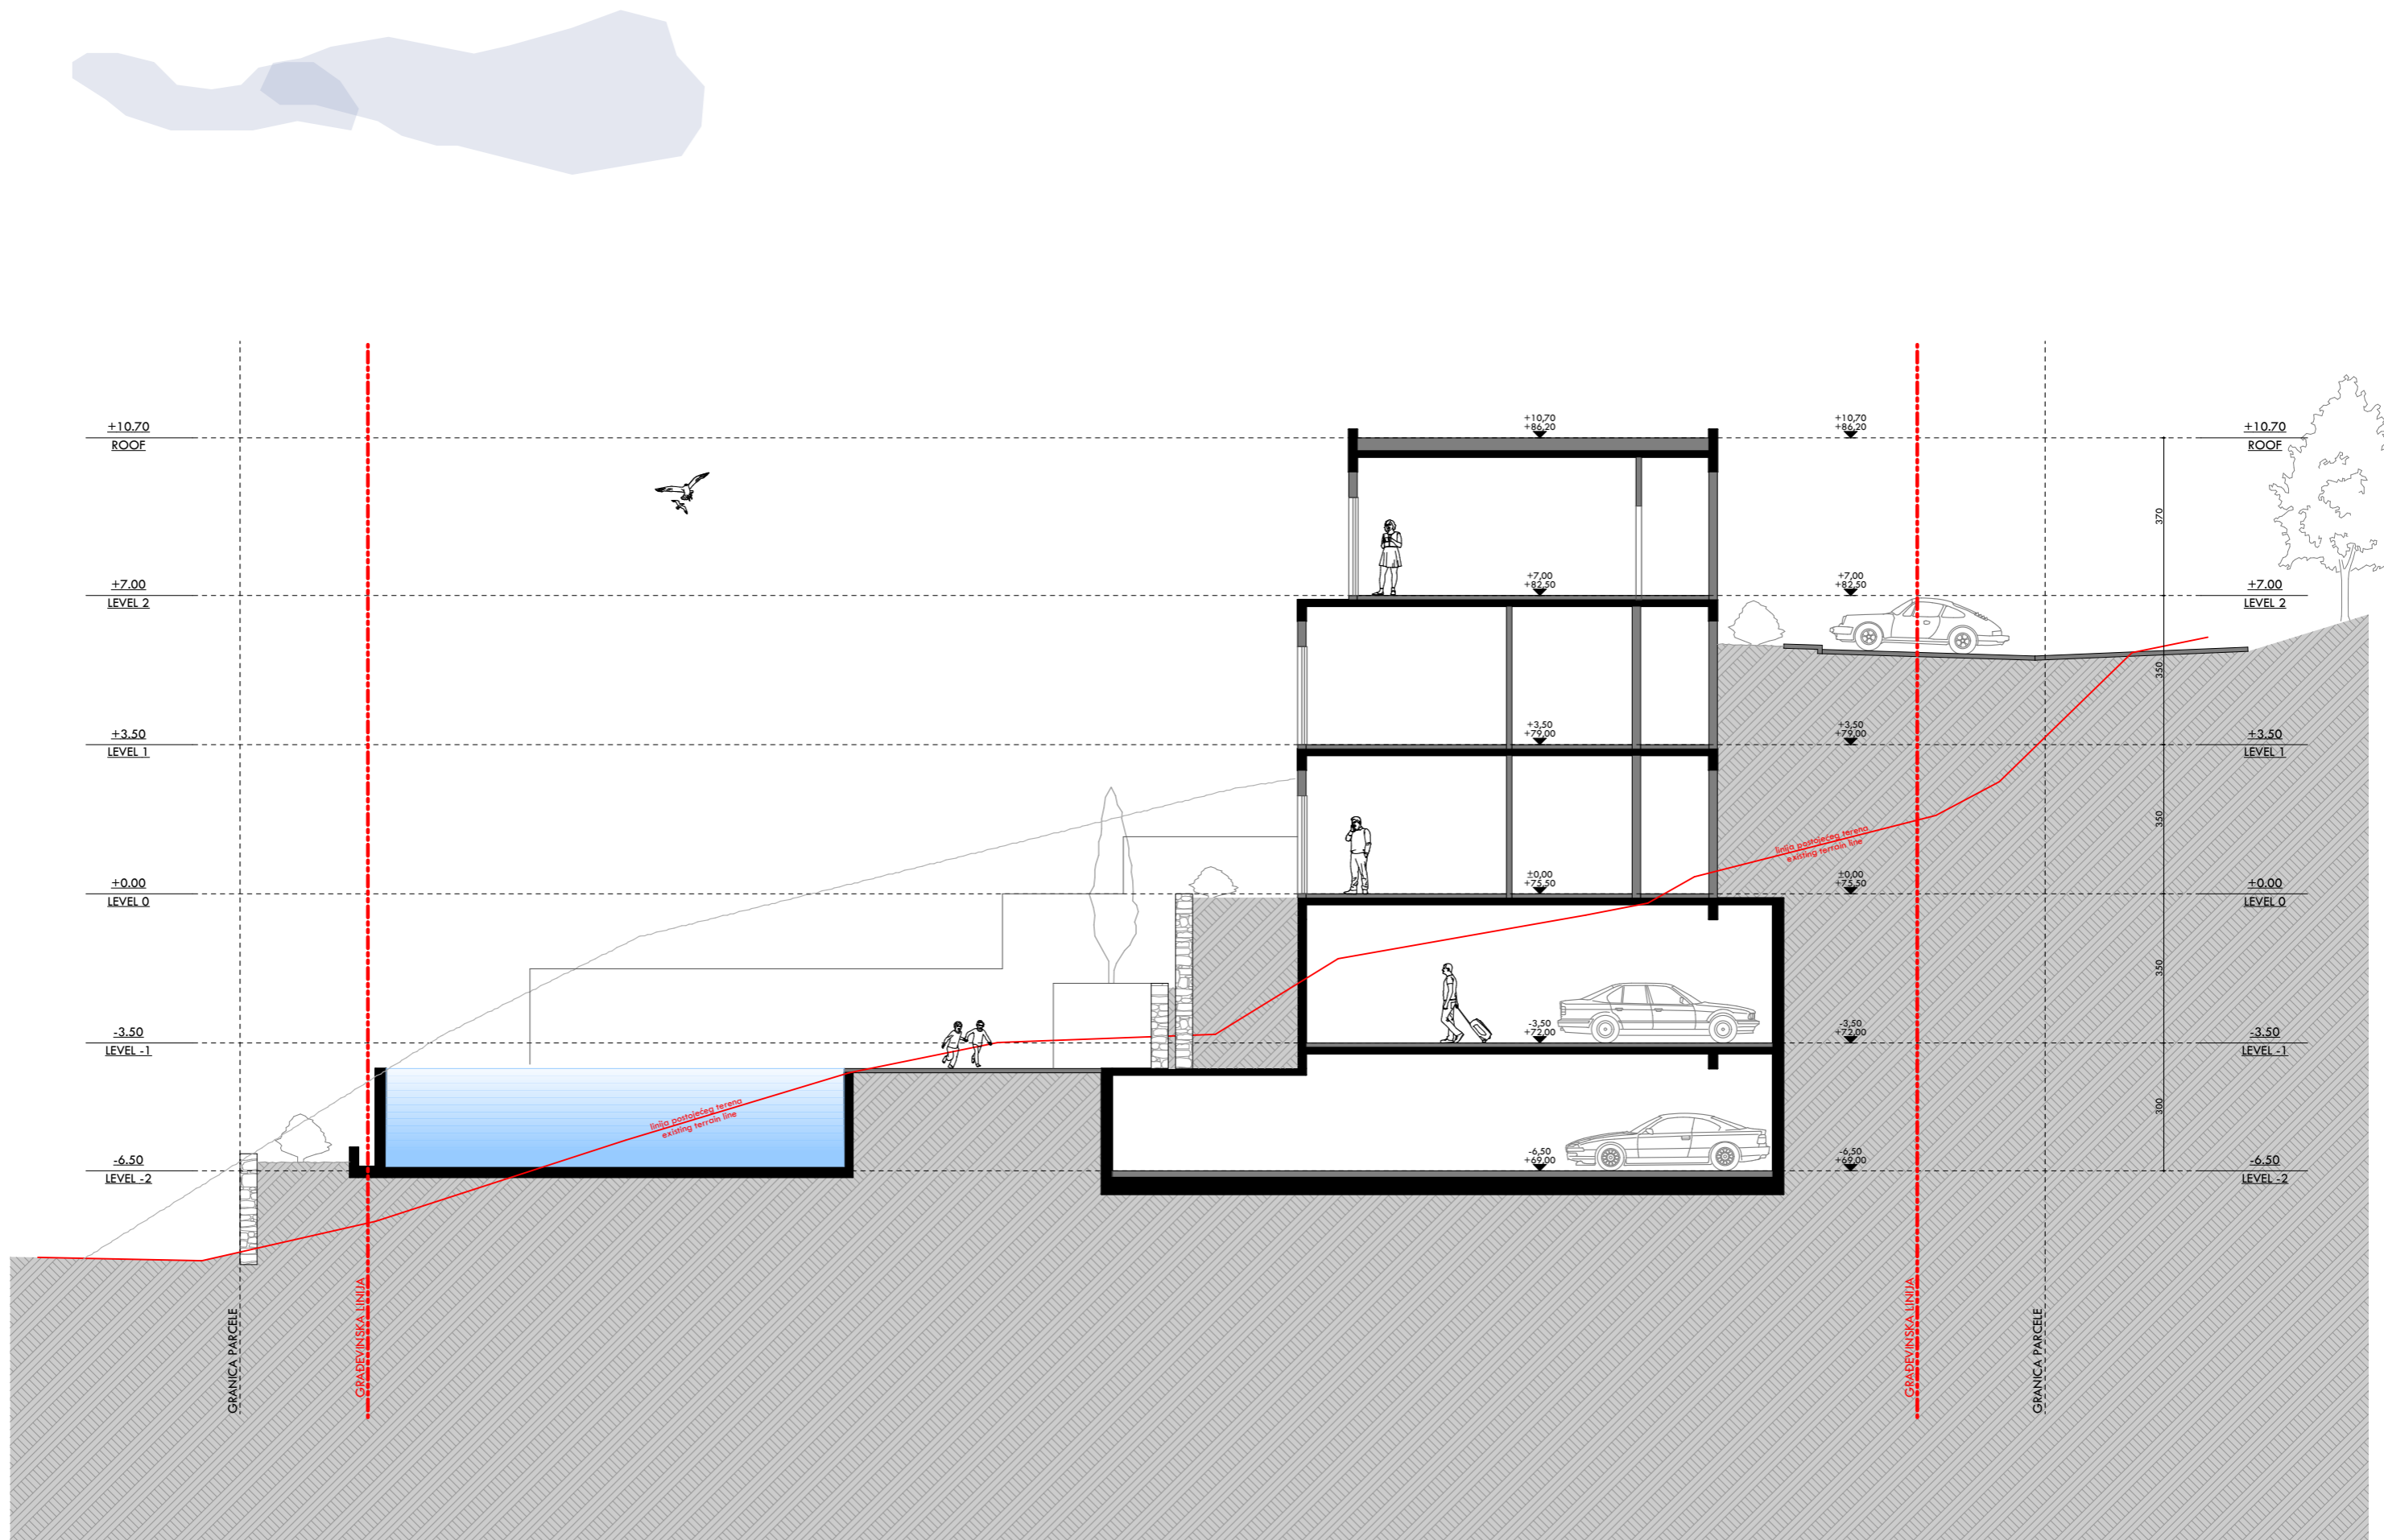 +10.70
ROOF
+10,70
+86,20
+10,70
+86,20
+10.70
ROOF
370
+7.00
LEVEL 2
+7,00
+82,50
+7,00
+82,50
+7.00
LEVEL 2
350
+3.50
LEVEL 1
+3,50
+79,00
+3,50
+79,00
+3.50
LEVEL 1
350
linija postojećeg terena
existing terrain line
+0.00
LEVEL 0
±0,00
+75,50
±0,00
+75,50
+0.00
LEVEL 0
350
-3.50
LEVEL -1
-3,50
+72,00
-3,50
+72,00
-3.50
LEVEL -1
300
linija postojećeg terena
existing terrain line
-6.50
LEVEL -2
-6,50
+69,00
-6,50
+69,00
-6.50
LEVEL -2
GRANICA PARCELE
GRAĐEVINSKA LINIJA
GRAĐEVINSKA LINIJA
GRANICA PARCELE